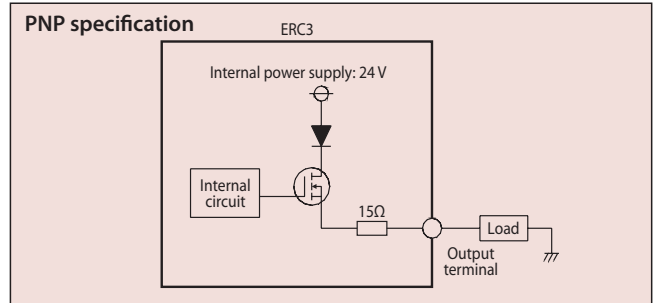 PNP specification
ERC3
Internal power supply: 24 V
Internal
circuit
15Ω
Load
Output
terminal